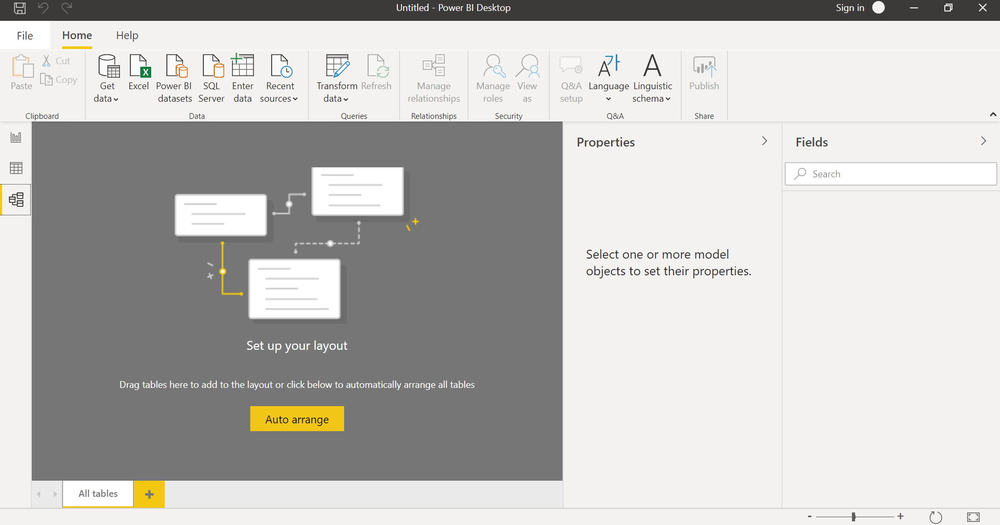 Untitled - Power BI Desktop
Sign in
File
Home
Help
Paste
Cut
Copy
Clipboard
Get
data
Excel
Power BI
datasets
SQL
Server
Enter
data
Recent
sources
Data
Transform
data
Refresh
Queries
Manage
relationships
Relationships
Manage
roles
View
as
Security
Q&A
setup
A가
Language
A
Linguistic
schema
Q&A
Publish
Share
Set up your layout
Drag tables here to add to the layout or click below to automatically arrange all tables
Auto arrange
All tables
+
Properties
Select one or more model
objects to set their properties.
Fields
Search
- +